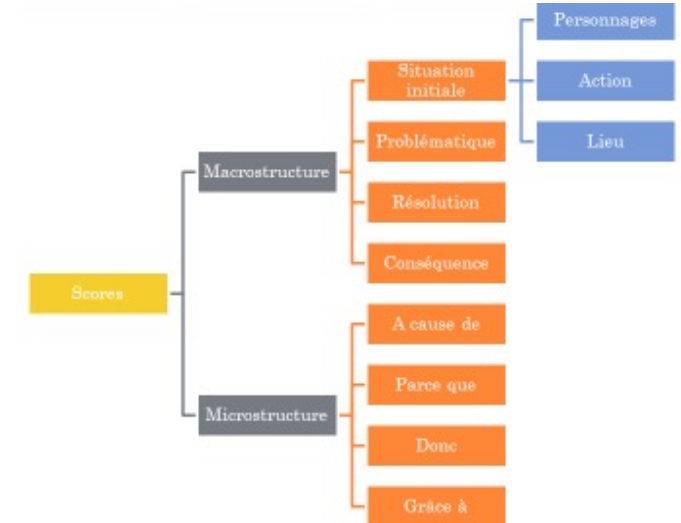 Scores
Macrostructure
Situation
initiale
Personnages
Action
Lieu
Problématique
Résolution
Conséquence
Microstructure
A cause de
Parce que
Donc
Grâce à